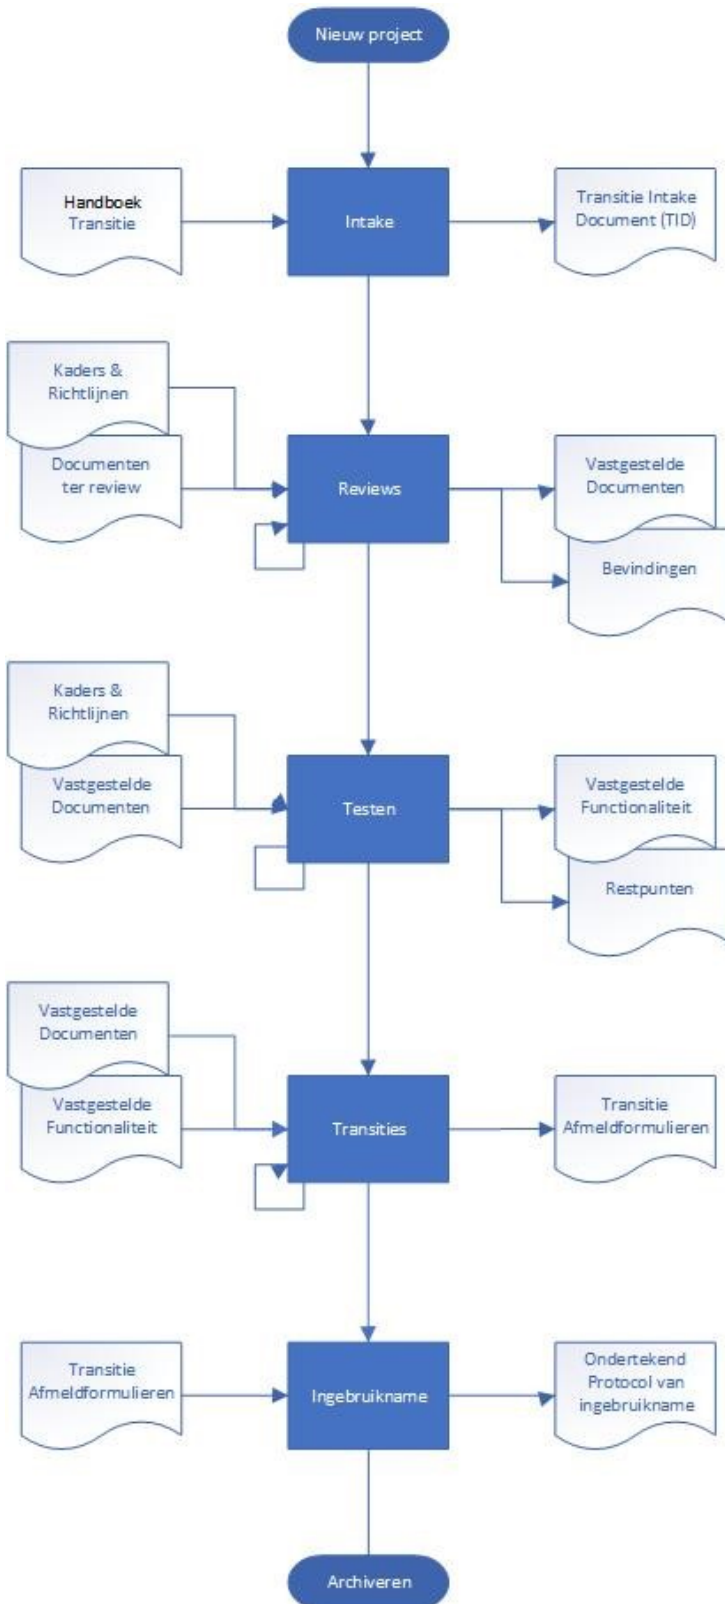 Nieuw project
Handboek
Transitie
Intake
Transitie Intake
Document (TID)
Kaders &
Richtlijnen
Documenten
ter review
Reviews
Vastgestelde
Documenten
Bevindingen
Kaders &
Richtlijnen
Vastgestelde
Documenten
Testen
Vastgestelde
Functionaliteit
Restpunten
Vastgestelde
Documenten
Vastgestelde
Functionaliteit
Transities
Transitie
Afmeldformulieren
Transitie
Afmeldformulieren
Ingebruikname
Ondertekend
Protocol van
ingebruikname
Archiveren